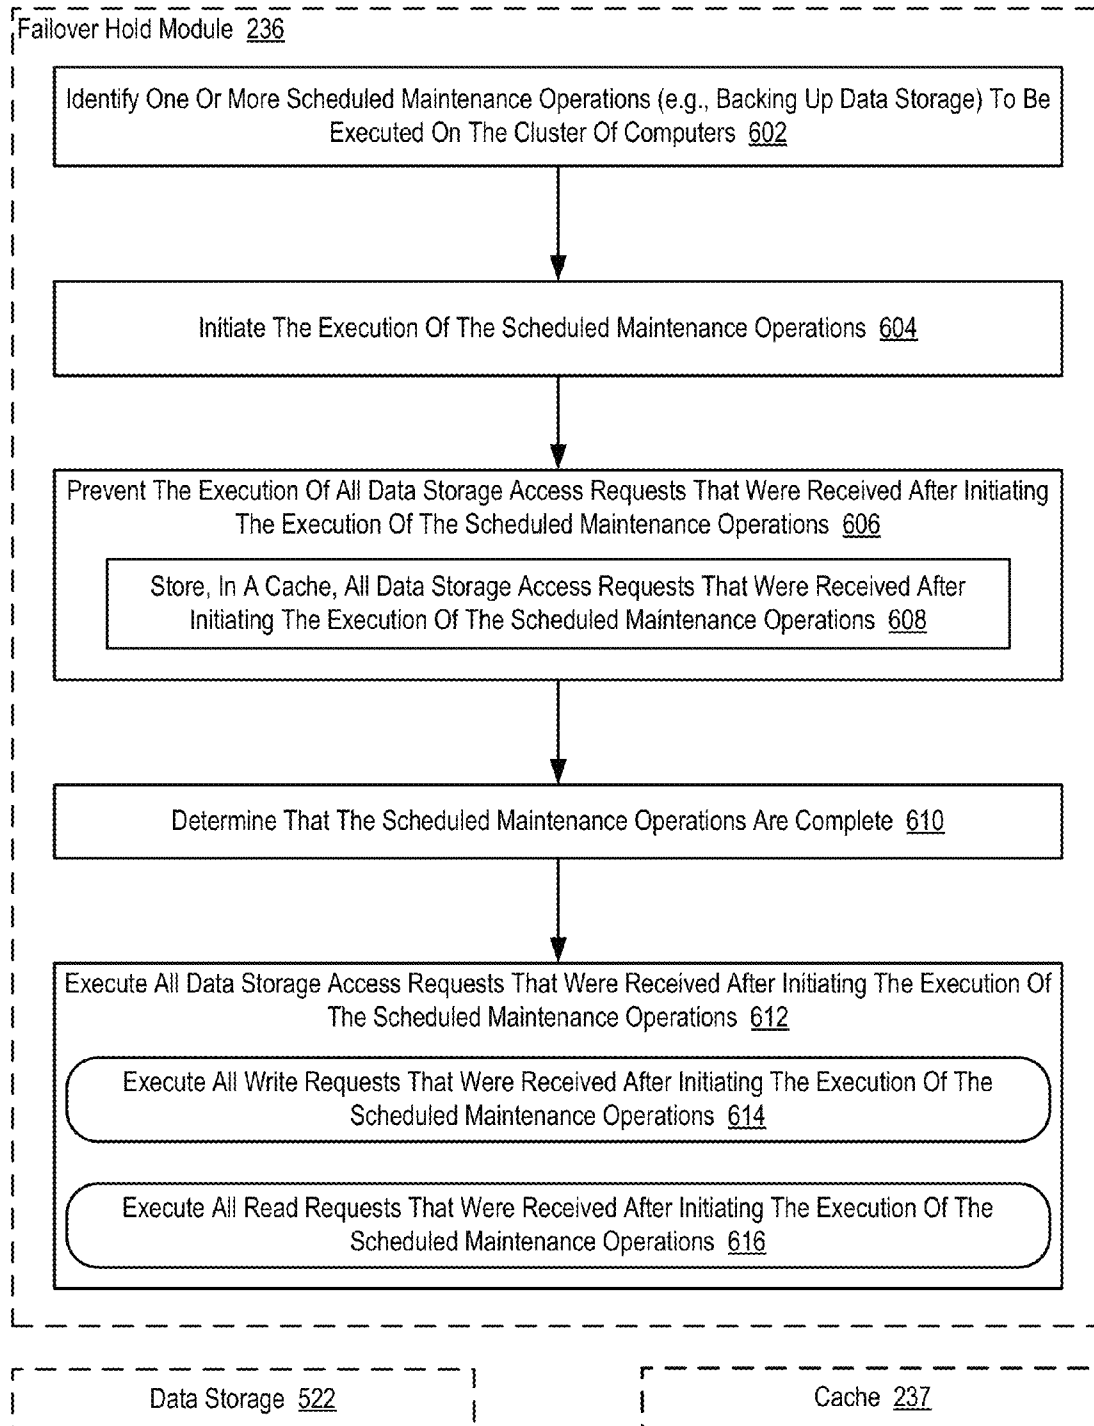 Failover Hold Module 236
Identify One Or More Scheduled Maintenance Operations (e.g., Backing Up Data Storage) To Be
Executed On The Cluster Of Computers 602
Initiate The Execution Of The Scheduled Maintenance Operations 604
Prevent The Execution Of All Data Storage Access Requests That Were Received After Initiating
The Execution Of The Scheduled Maintenance Operations 606
Store, In A Cache, All Data Storage Access Requests That Were Received After
Initiating The Execution Of The Scheduled Maintenance Operations 608
Determine That The Scheduled Maintenance Operations Are Complete 610
Execute All Data Storage Access Requests That Were Received After Initiating The Execution Of
The Scheduled Maintenance Operations 612
Execute All Write Requests That Were Received After Initiating The Execution Of The
Scheduled Maintenance Operations 614
Execute All Read Requests That Were Received After Initiating The Execution Of The
Scheduled Maintenance Operations 616
Data Storage 522
Cache 237